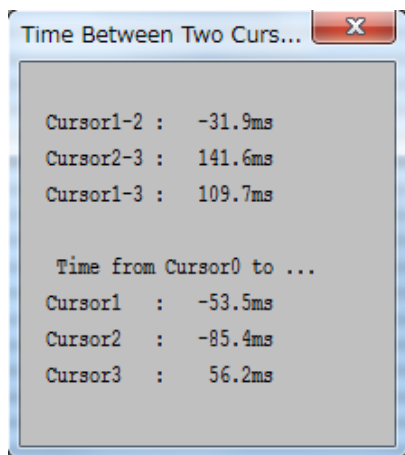 Time Between Two Curs...
Cursor1-2 : -31.9ms
Cursor2-3 : 141.6ms
Cursor1-3 : 109.7ms
Time from Cursor0 to ...
Cursor1 : -53.5ms
Cursor2 : -85.4ms
Cursor3 : 56.2ms